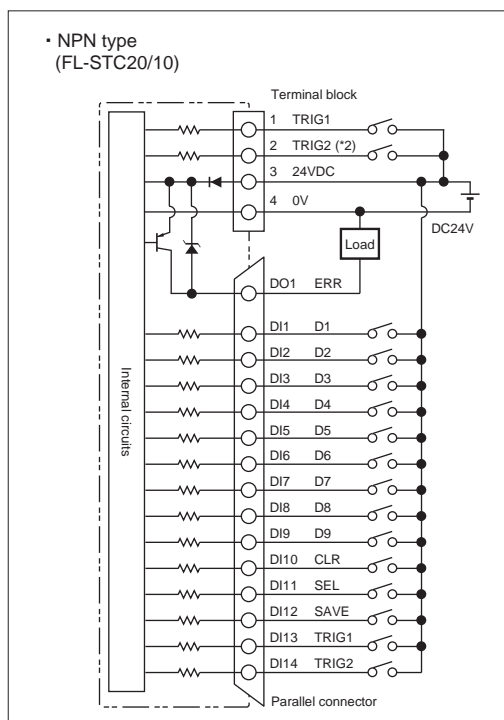 ・NPN type
(FL-STC20/10)
Terminal block
1 TRIG1
2 TRIG2 (*2)
3 24VDC
4 0V
DC24V
Load
DO1 ERR
DI1 D1
DI2 D2
DI3 D3
DI4 D4
DI5 D5
DI6 D6
DI7 D7
DI8 D8
DI9 D9
DI10 CLR
DI11 SEL
DI12 SAVE
DI13 TRIG1
DI14 TRIG2
Internal circuits
Parallel connector